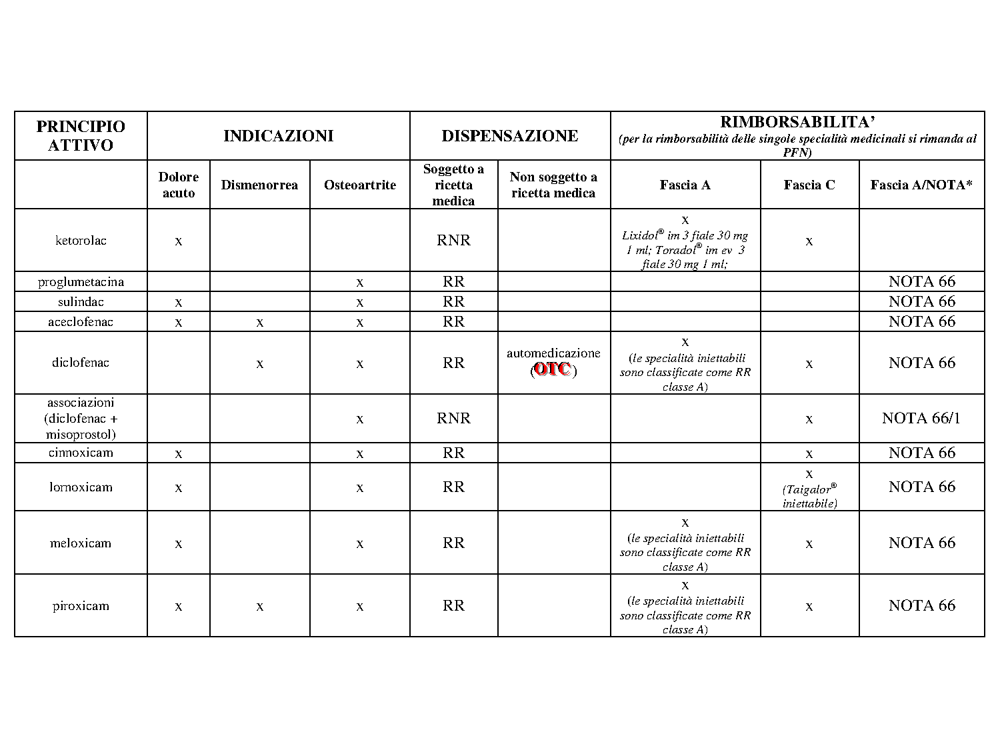 PRINCIPIO
ATTIVO
INDICAZIONI
DISPENSAZIONE
RIMBORSABILITA’
(per la rimborsabilità delle singole specialità medicinali si rimanda al
PFN)
Dolore
acuto
Dismenorrea
Osteoartrite
Soggetto a
ricetta
medica
Non soggetto a
ricetta medica
Fascia A
Fascia C
Fascia A/NOTA*
ketorolac
x
RNR
x
Lixidol® im 3 fiale 30 mg
1 ml; Toradol® im ev 3
fiale 30 mg 1 ml;
x
proglumetacina
x
RR
NOTA 66
sulindac
x
x
RR
NOTA 66
aceclofenac
x
x
x
RR
NOTA 66
diclofenac
x
x
RR
automedicazione
(OTC)
x
(le specialità iniettabili
sono classificate come RR
classe A)
x
NOTA 66
associazioni
(diclofenac +
misoprostol)
x
RNR
x
NOTA 66/1
cinnoxicam
x
x
RR
x
NOTA 66
lornoxicam
x
x
RR
x
(Taigalor®
iniettabile)
NOTA 66
meloxicam
x
x
RR
x
(le specialità iniettabili
sono classificate come RR
classe A)
x
NOTA 66
piroxicam
x
x
x
RR
x
(le specialità iniettabili
sono classificate come RR
classe A)
x
NOTA 66